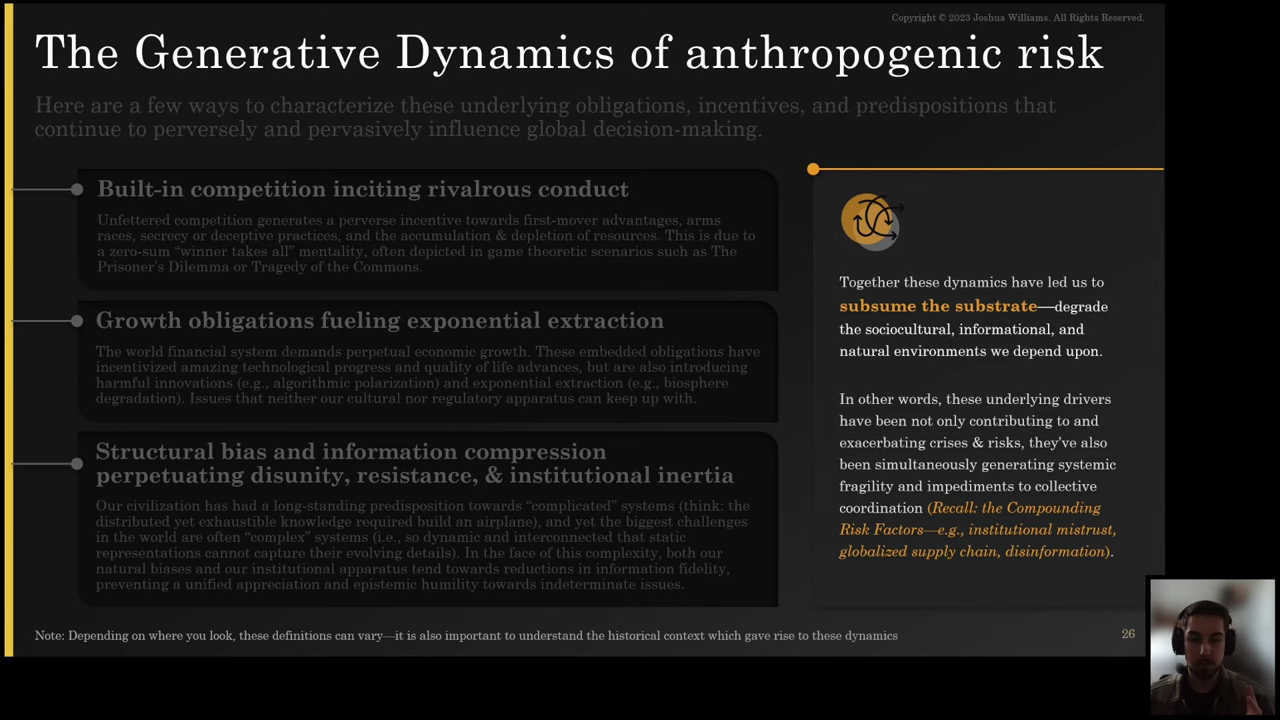 Copyright © 2023 Joshua Williams. All Rights Reserved.
The Generative Dynamics of anthropogenic risk
Here are a few ways to characterize these underlying obligations, incentives, and predispositions that
continue to perversely and pervasively influence global decision-making.
Built-in competition inciting rivalrous conduct
Unfettered competition generates a perverse incentive towards first-mover advantages, arms
races, secrecy or deceptive practices, and the accumulation & depletion of resources. This is due to
a zero-sum “winner takes all” mentality, often depicted in game theoretic scenarios such as The
Prisoner's Dilemma or Tragedy of the Commons.
Growth obligations fueling exponential extraction
The world financial system demands perpetual economic growth. These embedded obligations have
incentivized amazing technological progress and quality of life advances, but are also introducing
harmful innovations (e.g., algorithmic polarization) and exponential extraction (e.g., biosphere
degradation). Issues that neither our cultural nor regulatory apparatus can keep up with.
Structural bias and information compression
perpetuating disunity, resistance, & institutional inertia
Our civilization has had a long-standing predisposition towards “complicated” systems (think: the
distributed yet exhaustible knowledge required build an airplane), and yet the biggest challenges
in the world are often “complex” systems (i.e., so dynamic and interconnected that static
representations cannot capture their evolving details). In the face of this complexity, both our
natural biases and our institutional apparatus tend towards reductions in information fidelity,
preventing a unified appreciation and epistemic humility towards indeterminate issues.
Together these dynamics have led us to
subsume the substrate—degrade
the sociocultural, informational, and
natural environments we depend upon.
In other words, these underlying drivers
have been not only contributing to and
exacerbating crises & risks, they've also
been simultaneously generating systemic
fragility and impediments to collective
coordination (Recall: the Compounding
Risk Factors—e.g., institutional mistrust,
globalized supply chain, disinformation).
Note: Depending on where you look, these definitions can vary—it is also important to understand the historical context which gave rise to these dynamics
26